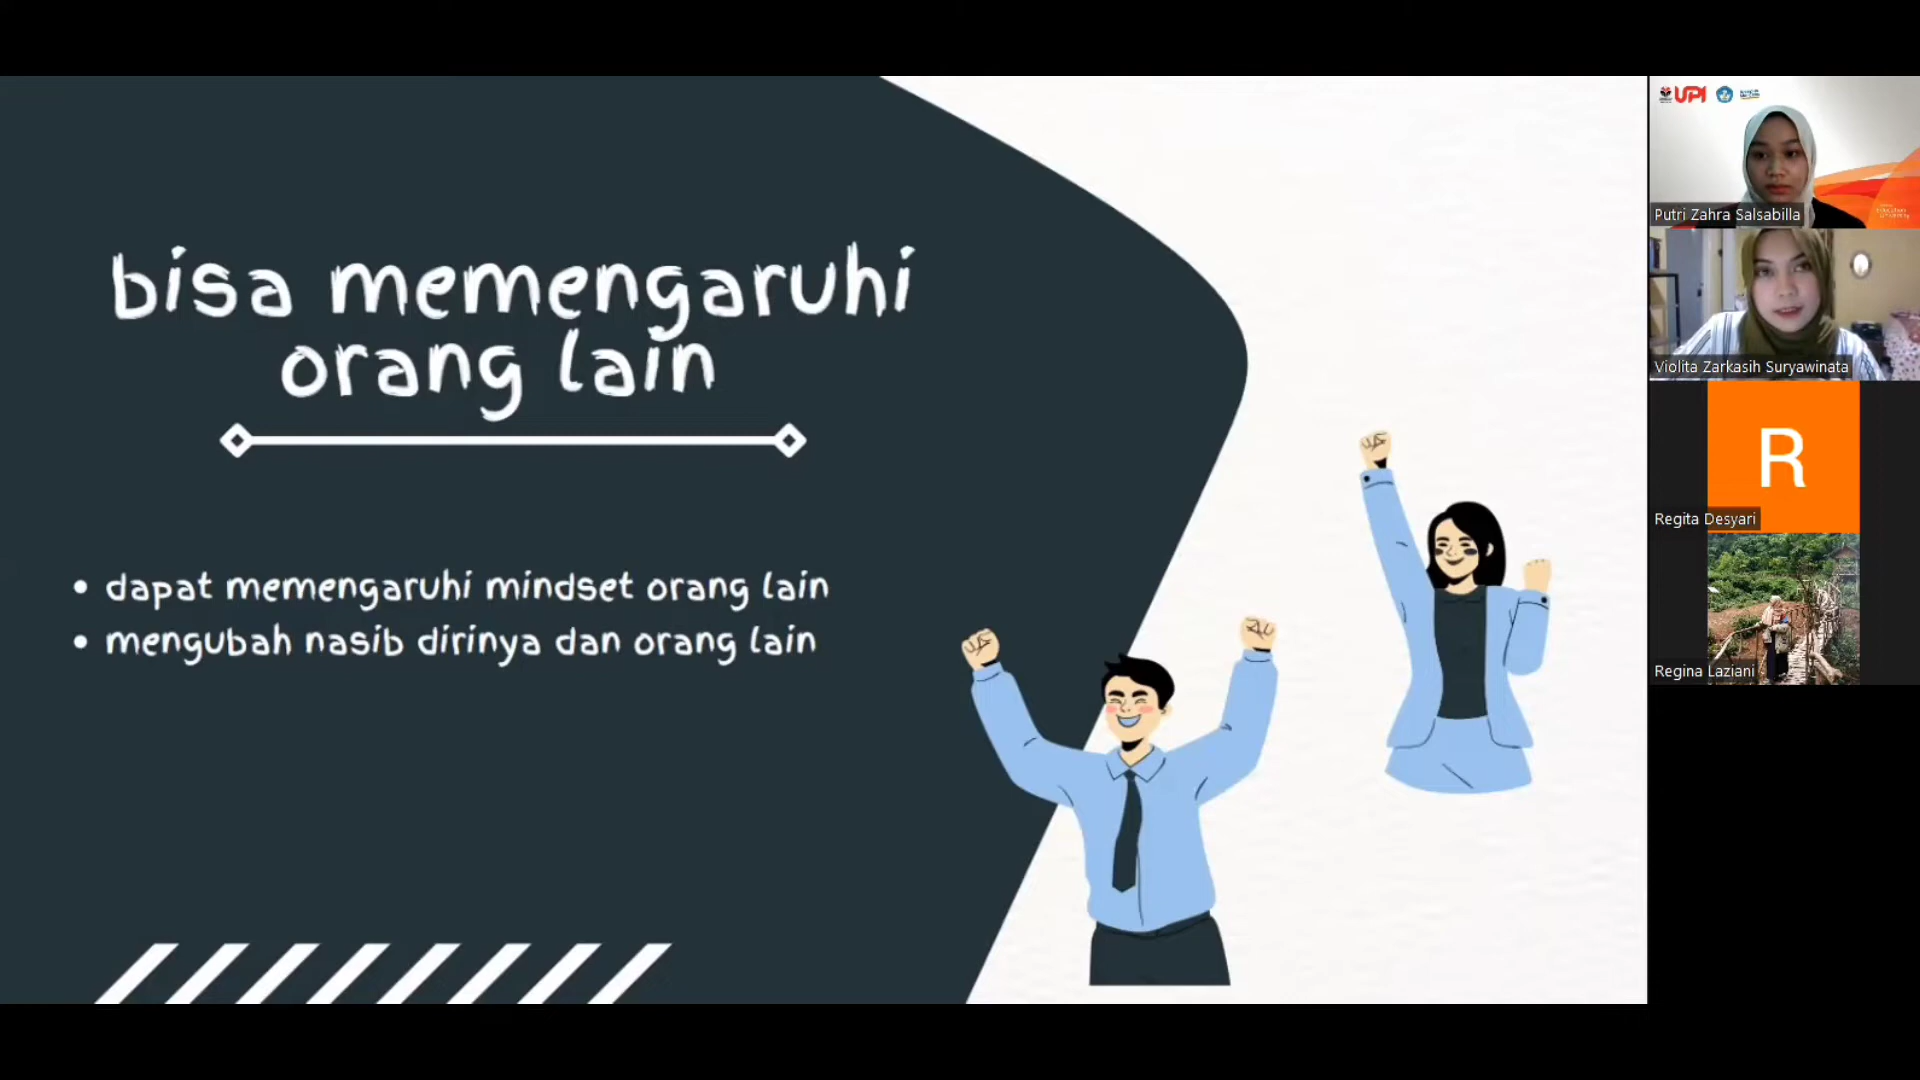 bisa memengaruhi
orang lain
• dapat memengaruhi mindset orang lain
• mengubah nasib dirinya dan orang lain
UPI
Putri Zahra Salsabilla
Violita Zarkasih Suryawinata
R
Regita Desyari
Regina Laziani